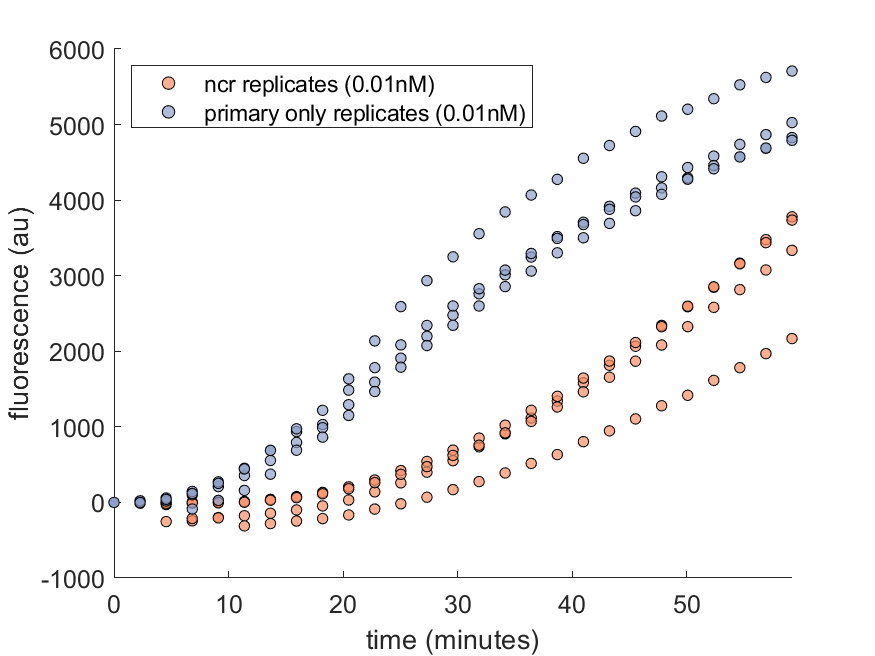 6000
5000
4000
3000
2000
1000
0
-1000
ncr replicates (0.01nM)
primary only replicates (0.01nM)
fluorescence (au)
0 10 20 30 40 50
time (minutes)